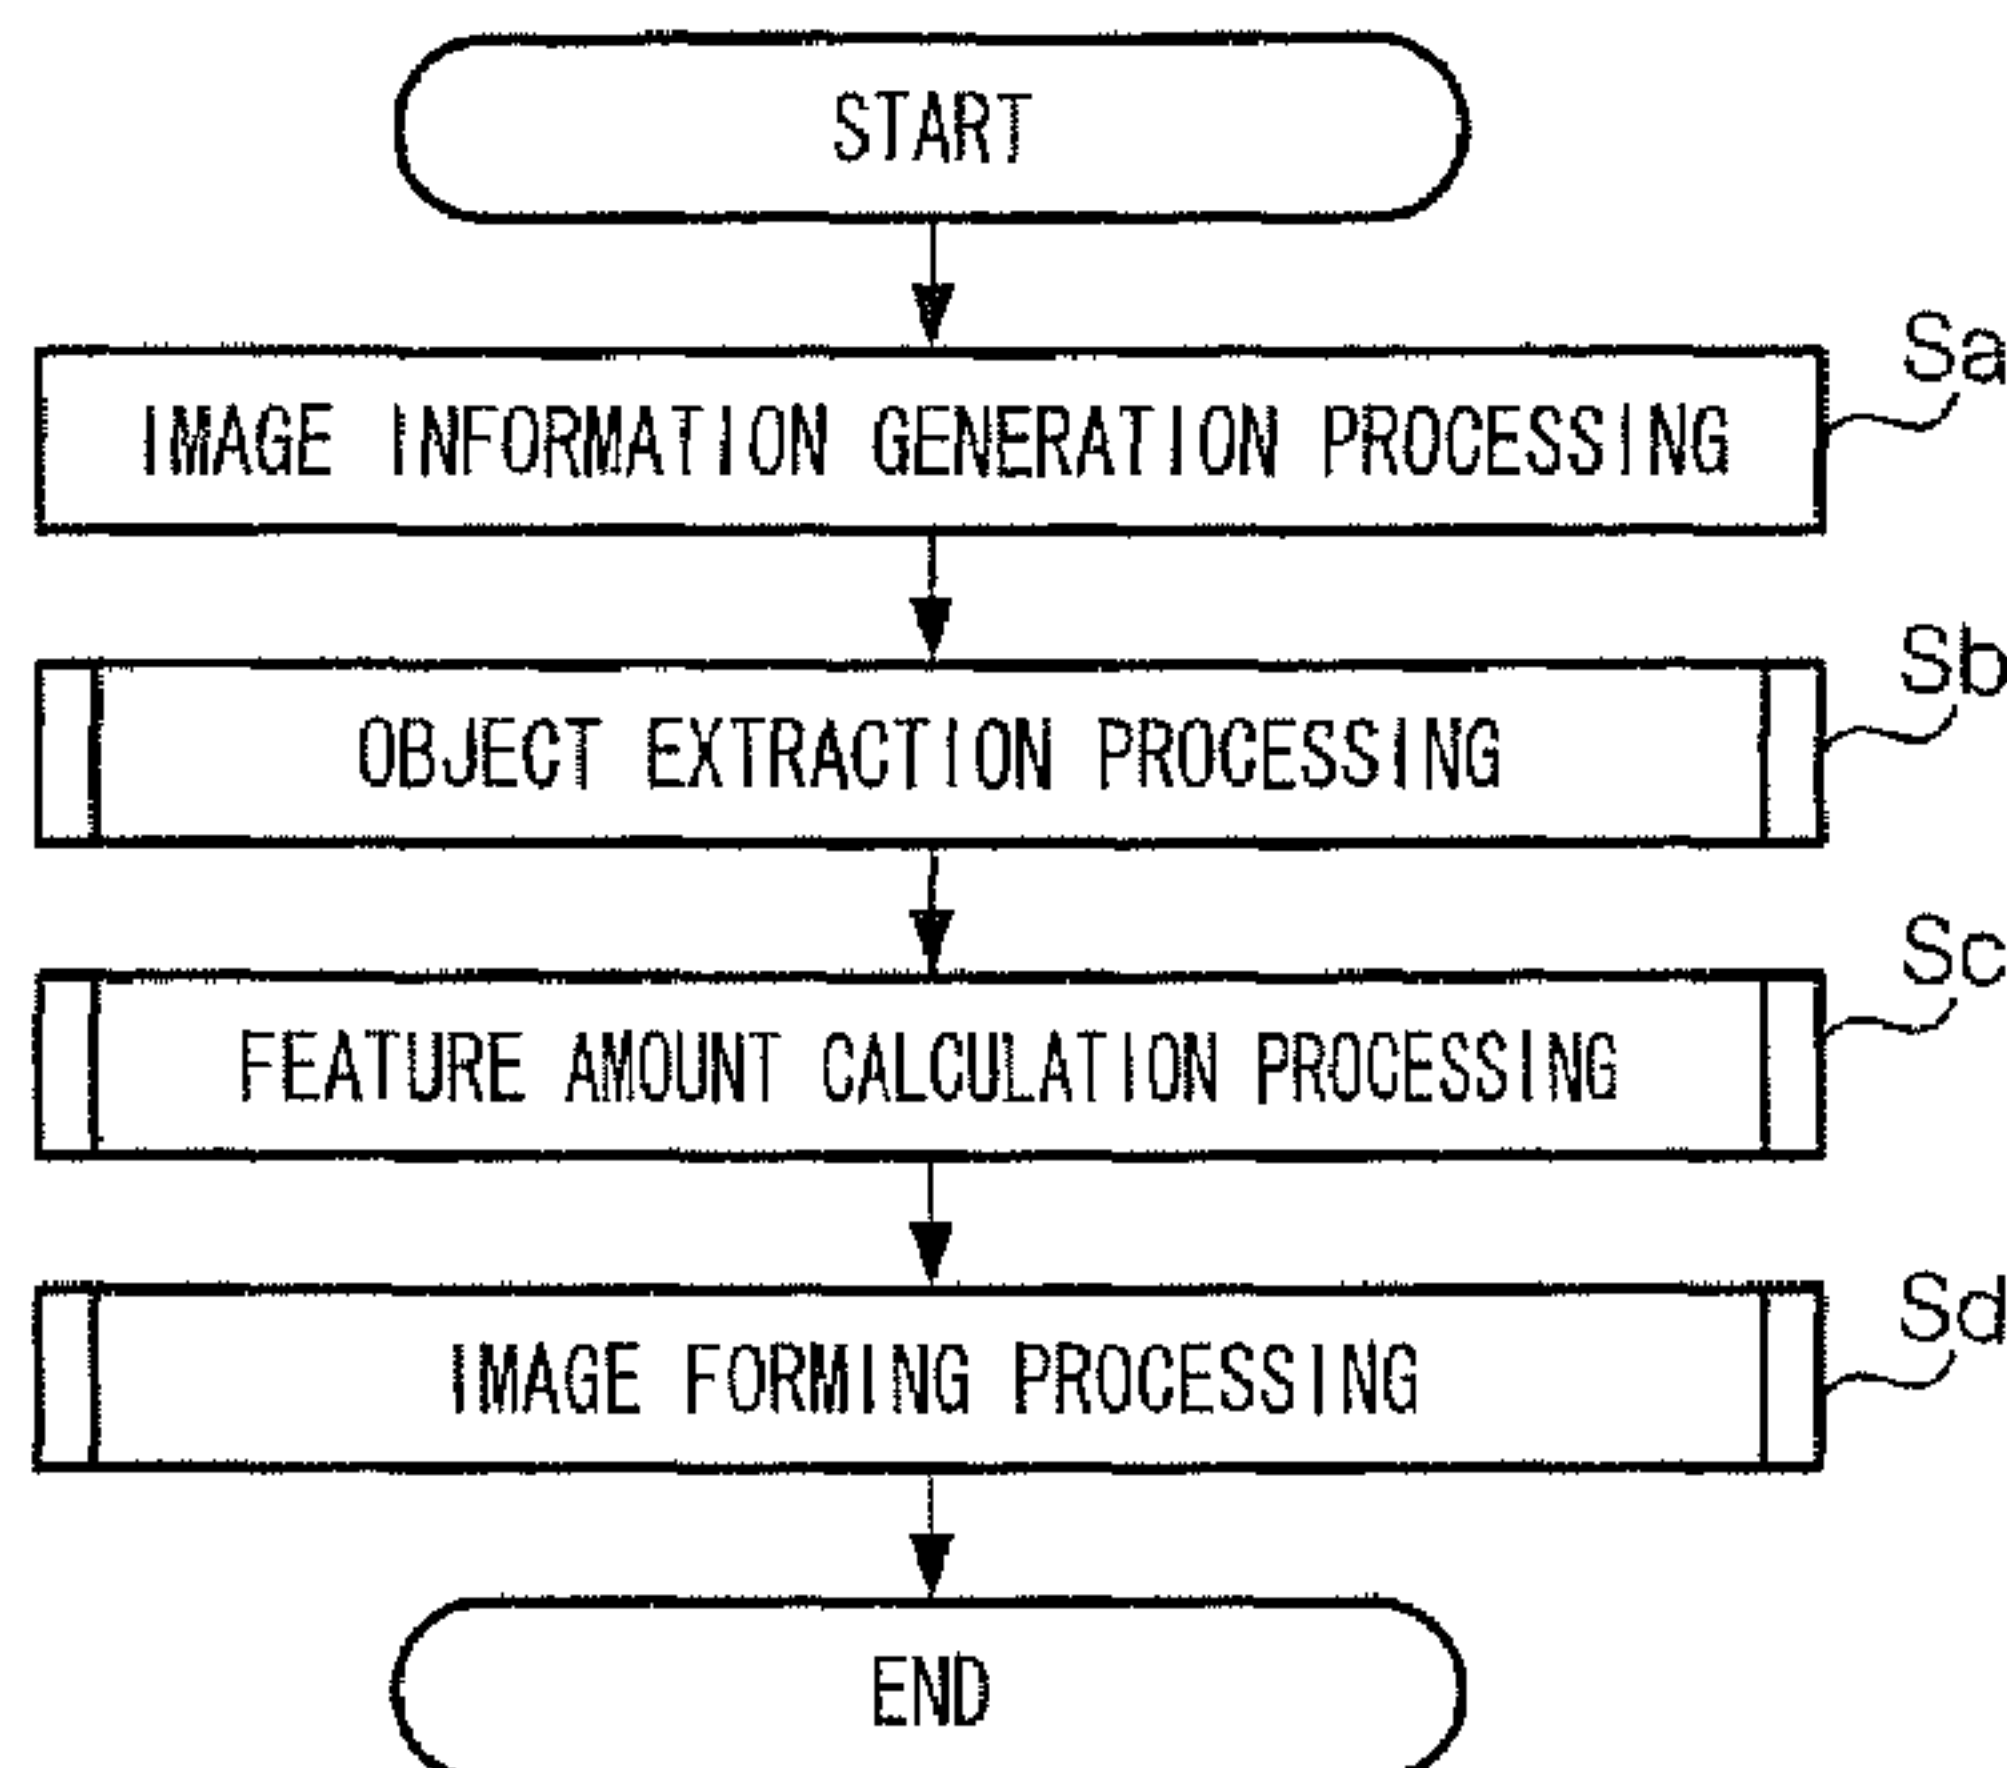 START
Sa
IMAGE INFORMATION GENERATION PROCESSING
Sb
OBJECT EXTRACTION PROCESSING
Sc
FEATURE AMOUNT CALCULATION PROCESSING
Sd
IMAGE FORMING PROCESSING
END